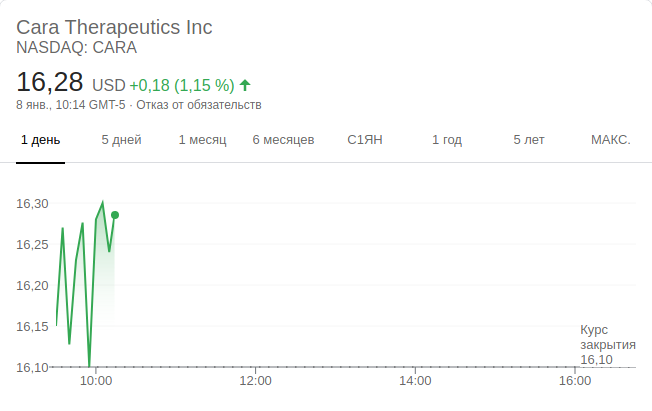 Cara Therapeutics Inc
NASDAQ: CARA
16,28 USD +0,18 (1,15 %)
8 янв., 10:14 GMT-5 · Отказ от обязательств
1 день 5 дней 1 месяц 6 месяцев С1ЯН 1 год 5 лет МАКС.
16,30
16,25
16,20
16,15
16,10
Курс
закрытия
16,10
10:00 12:00 14:00 16:00